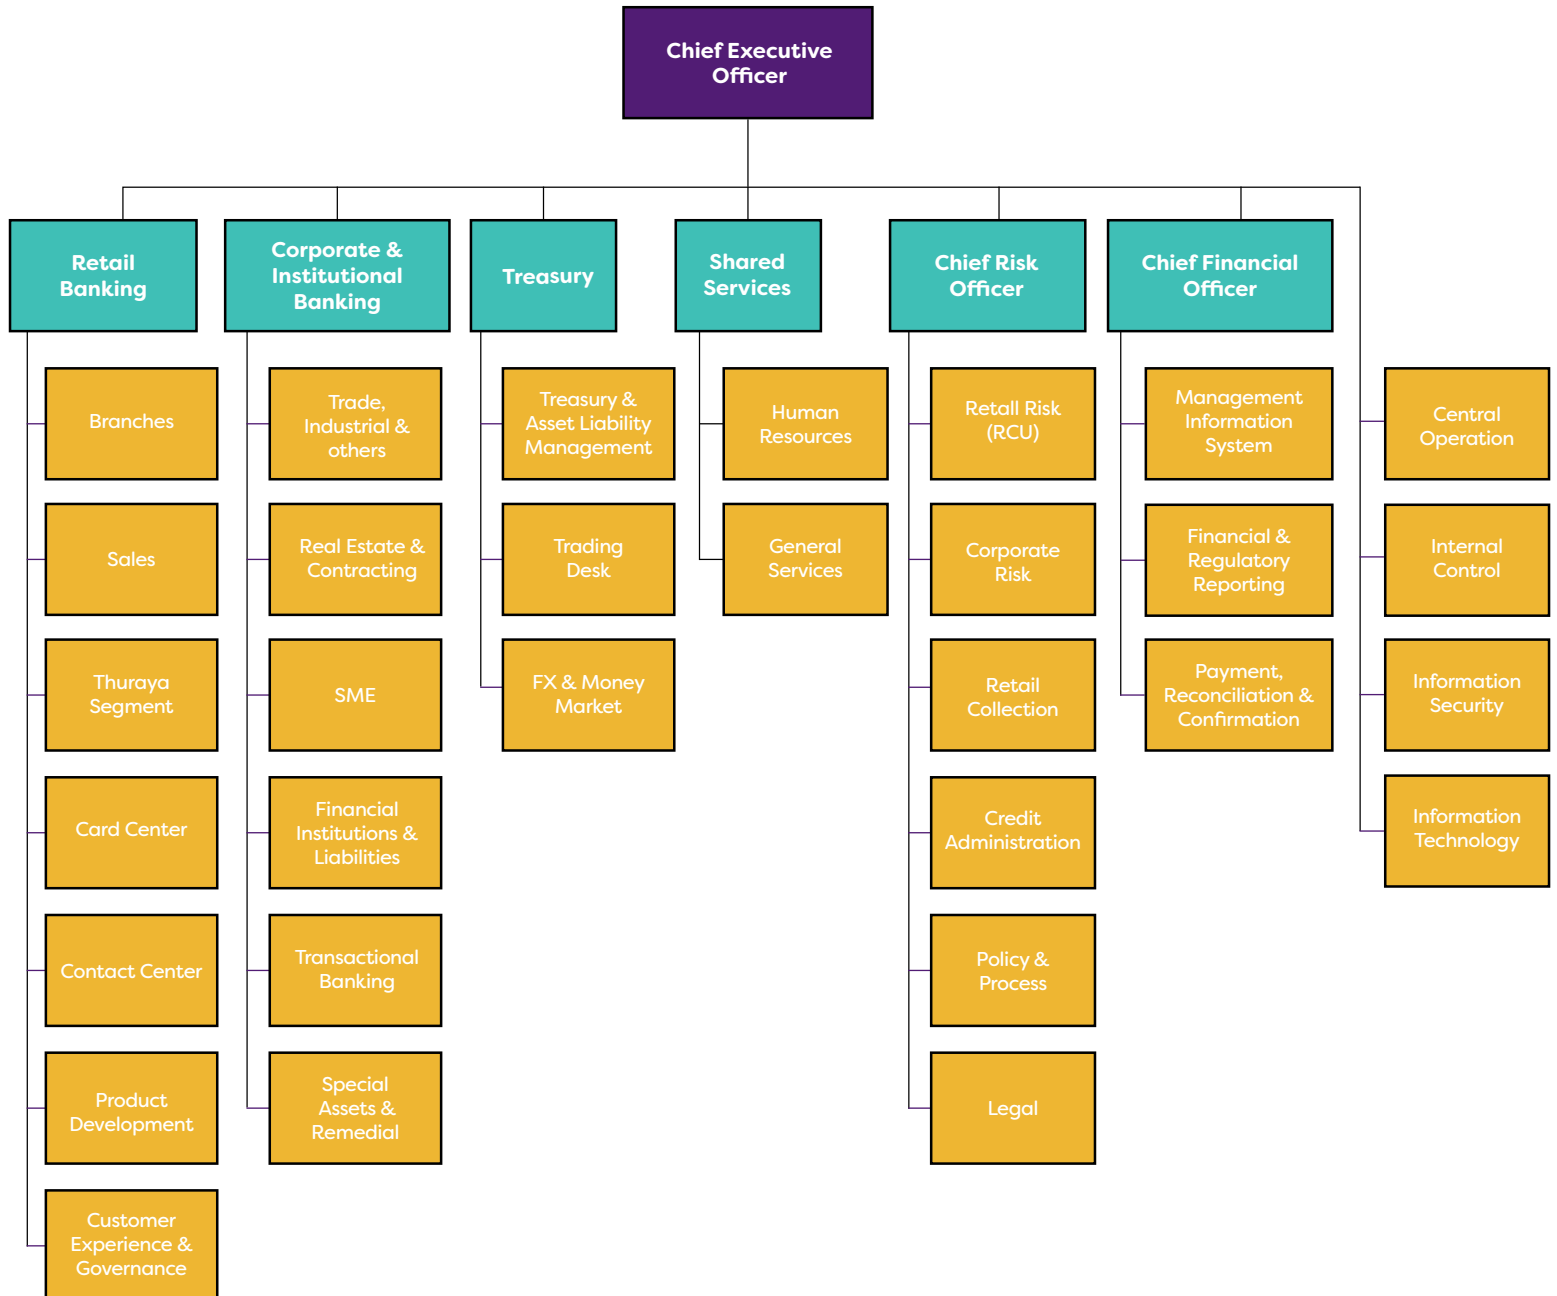 Chief Executive
Officer
Retail
Banking
Corporate &
Institutional
Banking
Treasury
Shared
Services
Chief Risk
Officer
Chief Financial
Officer
Branches
Sales
Thuraya
Segment
Card Center
Contact Center
Product
Development
Customer
Experience &
Governance
Trade,
Industrial &
others
Real Estate &
Contracting
SME
Financial
Institutions &
Liabilities
Transactional
Banking
Special
Assets &
Remedial
Treasury &
Asset Liability
Management
Trading
Desk
FX & Money
Market
Human
Resources
General
Services
Retall Risk
(RCU)
Corporate
Risk
Retail
Collection
Credit
Administration
Policy &
Process
Legal
Management
Information
System
Financial &
Regulatory
Reporting
Payment,
Reconciliation &
Confirmation
Central
Operation
Internal
Control
Information
Security
Information
Technology